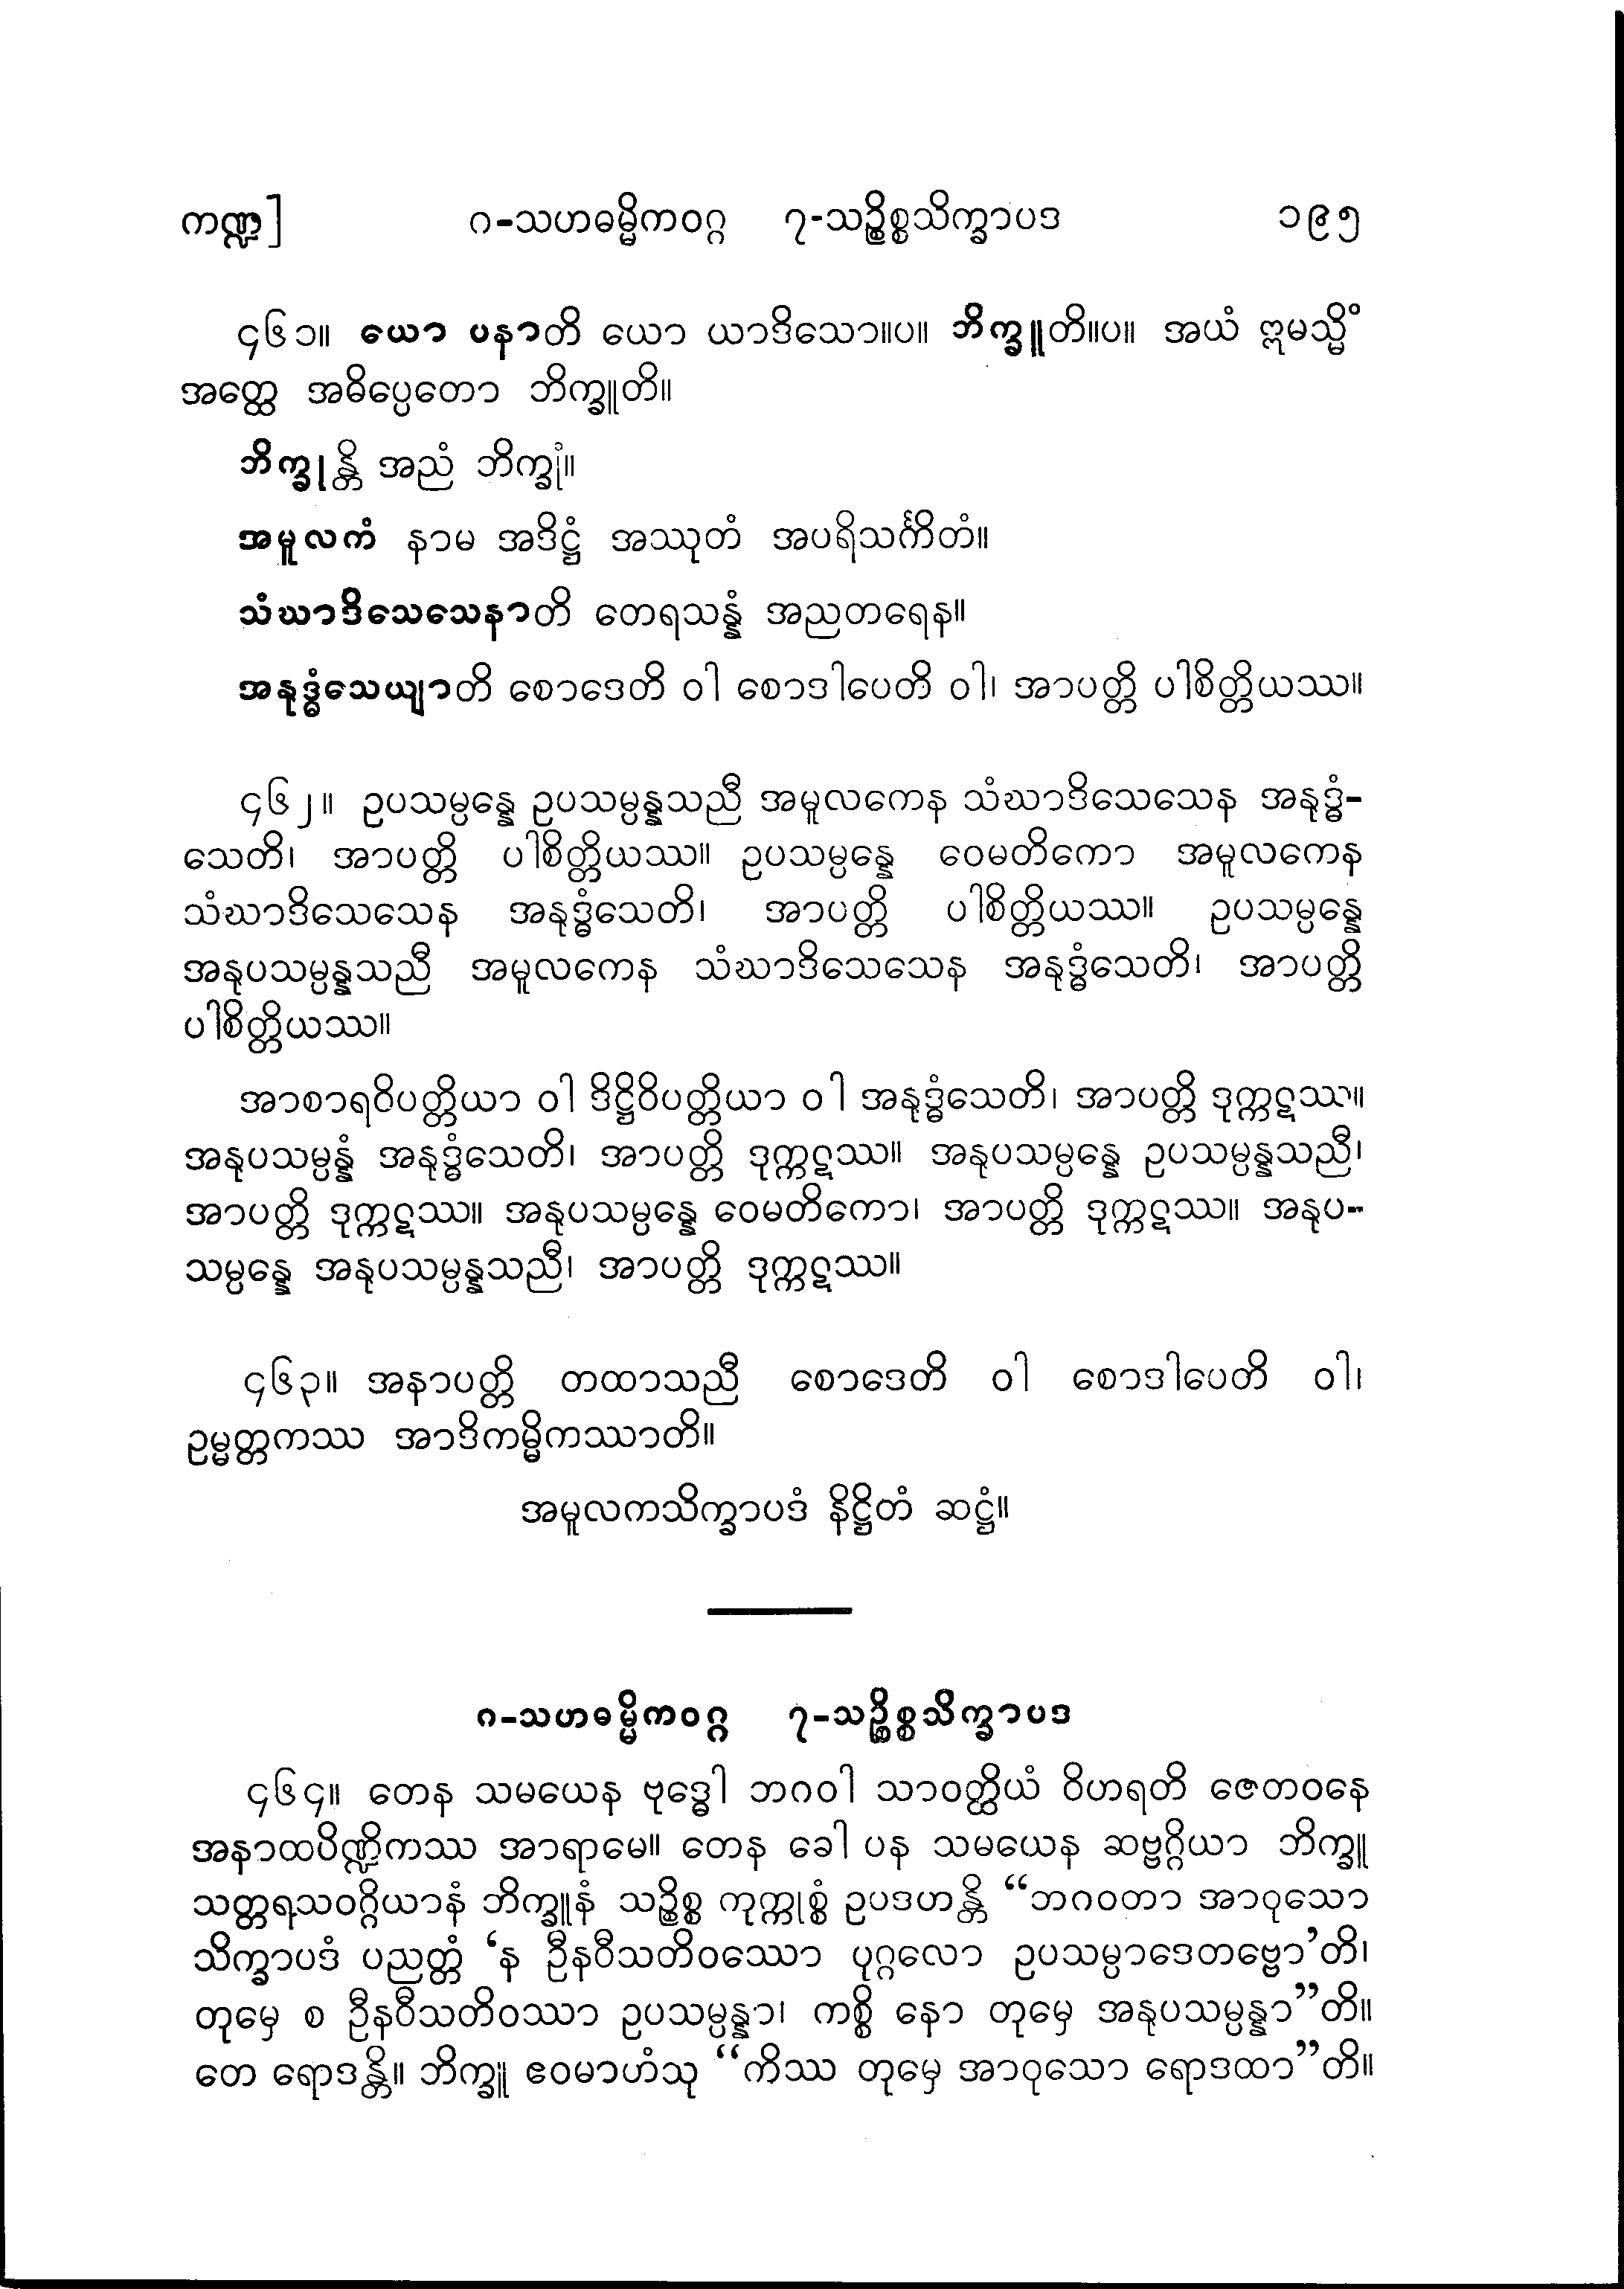 ကဏ္ဍ] ဂ-သဟဓမ္မိကဝဂ္ဂ ၇-သဉ္စိစ္စသိက္ခာပဒ ၁၉၅
၄၆၁။ ယော ပနာတိ ယော ယာဒိသော။ပ။ ဘိက္ခူတိ။ပ။ အယံ ဣမသ္မိံ
အတ္ထေ အဓိပ္ပေတော ဘိက္ခူတိ။
ဘိက္ခုန္တိ အညံ ဘိက္ခုံ။
အမူလကံ နာမ အဒိဋ္ဌံ အဿုတံ အပရိသင်္ကိတံ။
သံဃာဒိသေသေနာတိ တေရသန္နံ အညတရေန။
အနုဒ္ဓံသေယျာတိ စောဒေတိ ဝါ စောဒါပေတိ ဝါ၊ အာပတ္တိ ပါစိတ္တိယဿ။
၄၆၂။ ဥပသမ္ပန္နေ ဥပသမ္ပန္နသညီ အမူလကေန သံဃာဒိသေသေန အနုဒ္ဓံ-
သေတိ၊ အာပတ္တိ ပါစိတ္တိယဿ။ ဥပသမ္ပန္နေ ဝေမတိကော အမူလကေန
သံဃာဒိသေသေန အနုဒ္ဓံသေတိ၊ အာပတ္တိ ပါစိတ္တိယဿ။ ဥပသမ္ပန္နေ
အနုပသမ္ပန္နသညီ အမူလကေန သံဃာဒိသေသေန အနုဒ္ဓံသေတိ၊ အာပတ္တိ
ပါစိတ္တိယဿ။
အာစာရဝိပတ္တိယာ ဝါ ဒိဋ္ဌိဝိပတ္တိယာ ဝါ အနုဒ္ဓံသေတိ၊ အာပတ္တိ ဒုက္ကဋဿ။
အနုပသမ္ပန္နံ အနုဒ္ဓံသေတိ၊ အာပတ္တိ ဒုက္ကဋဿ။ အနုပသမ္ပန္နေ ဥပသမ္ပန္နသညီ၊
အာပတ္တိ ဒုက္ကဋဿ။ အနုပသမ္ပန္နေ ဝေမတိကော၊ အာပတ္တိ ဒုက္ကဋဿ။ အနုပ-
သမ္ပန္နေ အနုပသမ္ပန္နသညီ၊ အာပတ္တိ ဒုက္ကဋဿ။
၄၆၃။ အနာပတ္တိ တထာသညီ စောဒေတိ ဝါ စောဒါပေတိ ဝါ၊
ဥမ္မတ္တကဿ အာဒိကမ္မိကဿာတိ။
အမူလကသိက္ခာပဒံ နိဋ္ဌိတံ ဆဋ္ဌံ။
ဂ-သဟဓမ္မိကဝဂ္ဂ ၇-သဉ္စိစ္စသိက္ခာပဒ
၄၆၄။ တေန သမယေန ဗုဒ္ဓေါ ဘဂဝါ သာဝတ္ထိယံ ဝိဟရတိ ဇေတဝနေ
အနာထပိဏ္ဍိကဿ အာရာမေ။ တေန ခေါ ပန သမယေန ဆဗ္ဗဂ္ဂိယာ ဘိက္ခူ
သတ္တရသဝဂ္ဂိယာနံ ဘိက္ခူနံ သဉ္စိစ္စ ကုက္ကုစ္စံ ဥပဒဟန္တိ “ဘဂဝတာ အာဝုသော
သိက္ခာပဒံ ပညတ္တံ ‘န ဦနဝီသတိဝဿော ပုဂ္ဂလော ဥပသမ္ပာဒေတဗ္ဗော’တိ၊
တုမှေ စ ဦနဝီသတိဝဿာ ဥပသမ္ပန္နာ၊ ကစ္စိ နော တုမှေ အနုပသမ္ပန္နာ”တိ။
တေ ရောဒန္တိ။ ဘိက္ခူ ဧဝမာဟံသု “ကိဿ တုမှေ အာဝုသော ရောဒထာ”တိ။